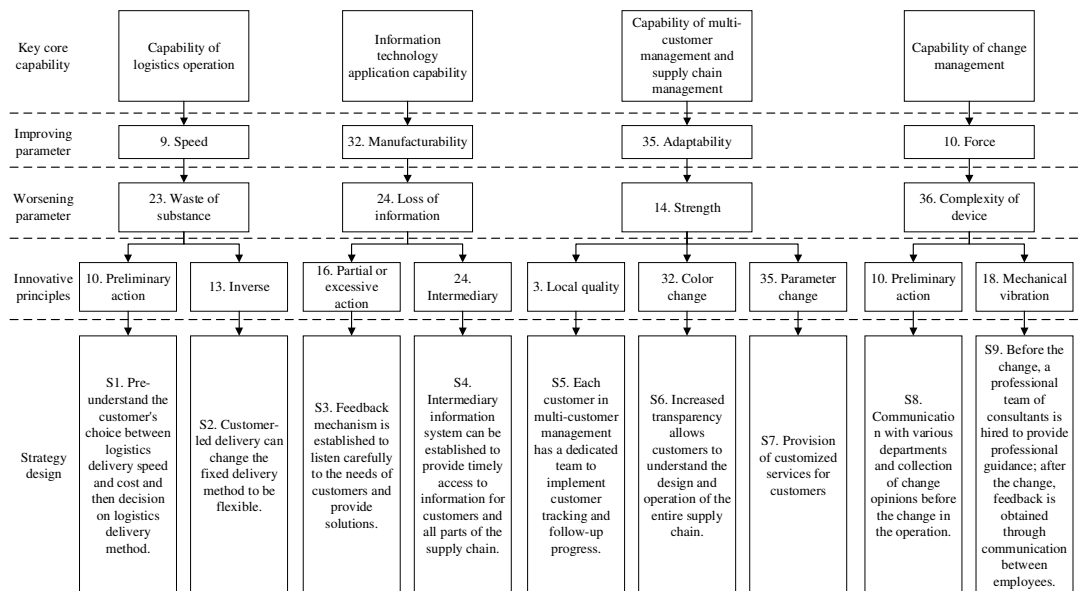 Key core
capability
Capability of
logistics operation
Information
technology
application capability
Capability of multi-
customer
management and
supply chain
management
Capability of change
management
Improving
parameter
9. Speed
32. Manufacturability
35. Adaptability
10. Force
Worsening
parameter
23. Waste of
substance
24. Loss of
information
14. Strength
36. Complexity of
device
Innovative
principles
10. Preliminary
action
13. Inverse
16. Partial or
excessive
action
24.
Intermediary
3. Local quality
32. Color
change
35. Parameter
change
10. Preliminary
action
18. Mechanical
vibration
Strategy
design
S1. Pre-
understand the
customer's
choice between
logistics
delivery speed
and cost and
then decision
on logistics
delivery
method.
S2. Customer-
led delivery can
change the
fixed delivery
method to be
flexible.
S3. Feedback
mechanism is
established to
listen carefully
to the needs of
customers and
provide
solutions.
S4.
Intermediary
information
system can be
established to
provide timely
access to
information for
customers and
all parts of the
supply chain.
S5. Each
customer in
multi-customer
management
has a dedicated
team to
implement
customer
tracking and
follow-up
progress.
S6. Increased
transparency
allows
customers to
understand the
design and
operation of the
entire supply
chain.
S7. Provision
of customized
services for
customers
S8.
Communicatio
n with various
departments
and collection
of change
opinions before
the change in
the operation.
S9. Before the
change, a
professional
team of
consultants is
hired to provide
professional
guidance; after
the change,
feedback is
obtained
through
communication
between
employees.